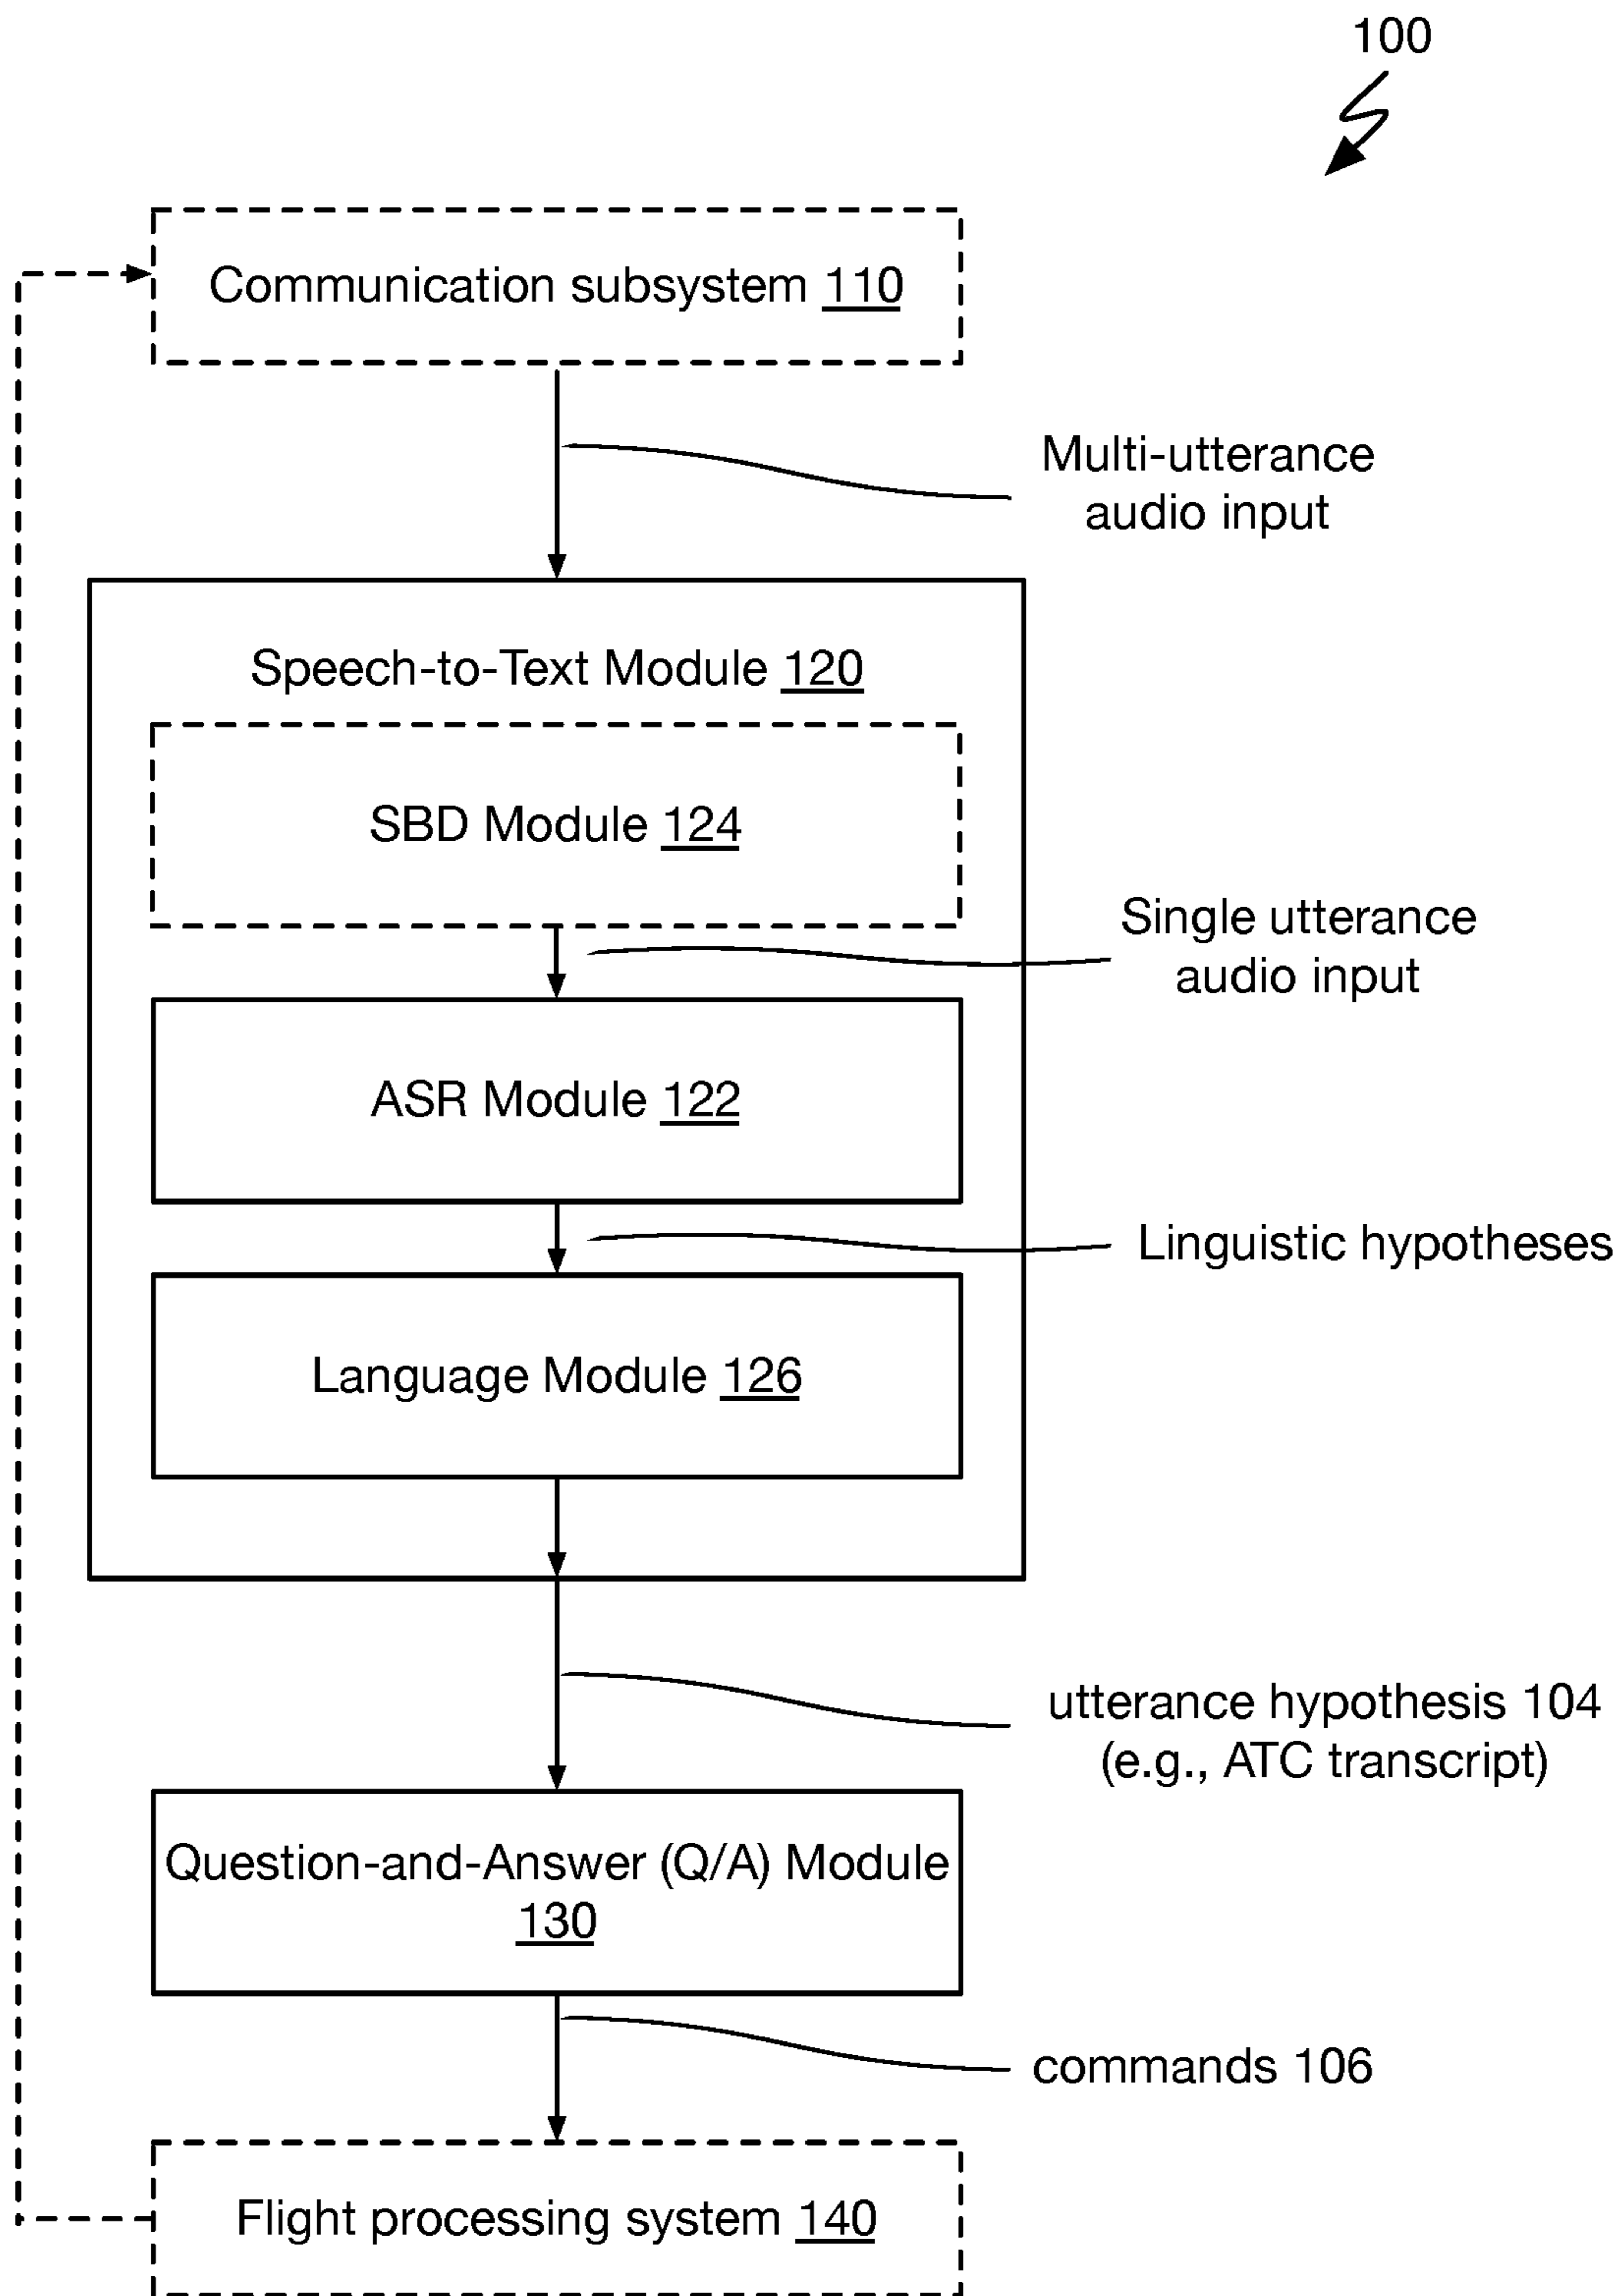 100
Communication subsystem 110
Multi-utterance
audio input
Speech-to-Text Module 120
SBD Module 124
Single utterance
audio input
ASR Module 122
Linguistic hypotheses
Language Module 126
utterance hypothesis 104
(e.g., ATC transcript)
Question-and-Answer (Q/A) Module
130
commands 106
Flight processing system 140